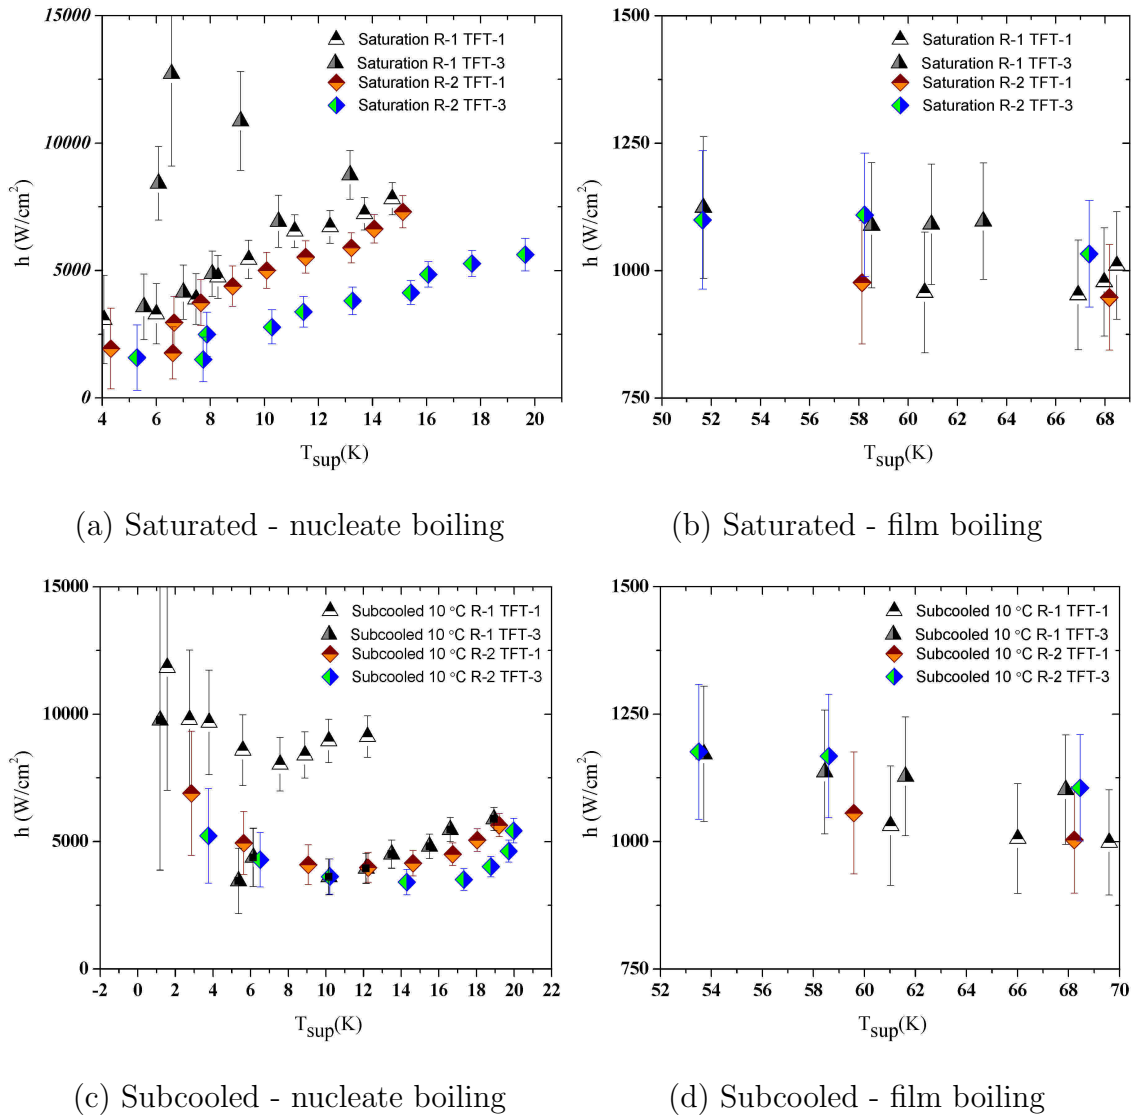 15000
10000
5000
0
h (W/cm²)
Saturation R-1 TFT-1
Saturation R-1 TFT-3
Saturation R-2 TFT-1
Saturation R-2 TFT-3
4 6 8 10 12 14 16 18 20
T_sup(K)
(a) Saturated - nucleate boiling
1500
1250
1000
750
h (W/cm²)
Saturation R-1 TFT-1
Saturation R-1 TFT-3
Saturation R-2 TFT-1
Saturation R-2 TFT-3
50 52 54 56 58 60 62 64 66 68
T_sup(K)
(b) Saturated - film boiling
15000
10000
5000
0
h (W/cm²)
Subcooled 10 °C R-1 TFT-1
Subcooled 10 °C R-1 TFT-3
Subcooled 10 °C R-2 TFT-1
Subcooled 10 °C R-2 TFT-3
-2 0 2 4 6 8 10 12 14 16 18 20 22
T_sup(K)
(c) Subcooled - nucleate boiling
1500
1250
1000
750
h (W/cm²)
Subcooled 10 °C R-1 TFT-1
Subcooled 10 °C R-1 TFT-3
Subcooled 10 °C R-2 TFT-1
Subcooled 10 °C R-2 TFT-3
52 54 56 58 60 62 64 66 68 70
T_sup(K)
(d) Subcooled - film boiling